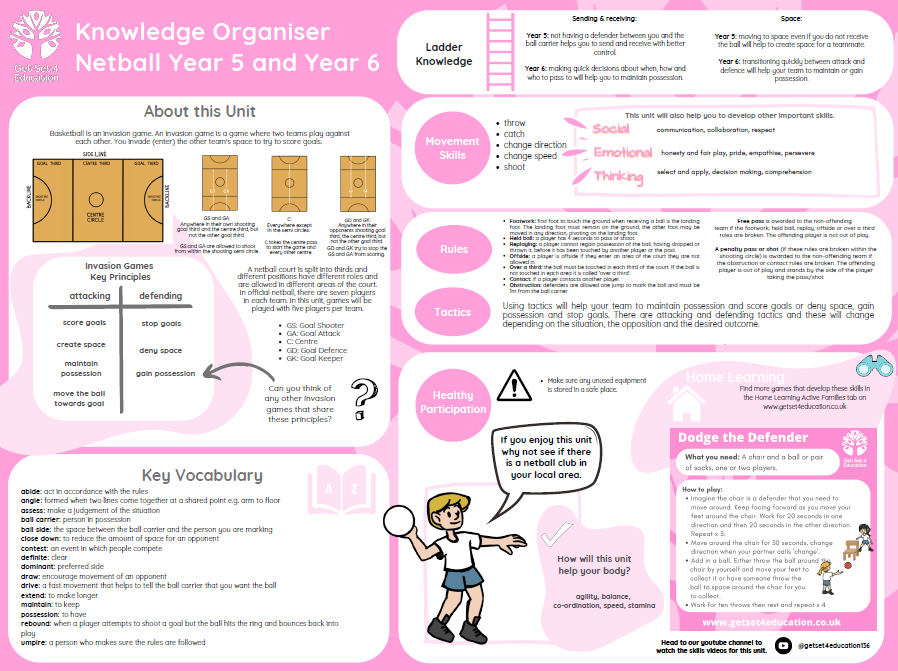 Get Set 4
Education
Knowledge Organiser
Netball Year 5 and Year 6
Ladder
Knowledge
Sending & receiving:
Year 5: not having a defender between you and the
ball carrier helps you to send and receive with better
control.
Year 6: making quick decisions about when, how and
who to pass to will help you to maintain possession.
Space:
Year 5: moving to space even if you do not receive
the ball will help to create space for a teammate.
Year 6: transitioning quickly between attack and
defence will help your team to maintain or gain
possession.
About this Unit
Basketball is an invasion game. An invasion game is a game where two teams play against
each other. You invade (enter) the other team's space to try to score goals.
SIDE LINE
GOAL THIRD
CENTRE THIRD
GOAL THIRD
BACKLINE
SHOOTING
CIRCLE
CENTRE
CIRCLE
SHOOTING
CIRCLE
BACKLINE
GS and GA:
Anywhere in their own shooting
goal third and the centre third, but
not the other goal third.
GS and GA are allowed to shoot
from within the shooting semi circle.
C:
Everywhere except
in the semi circles.
C takes the centre pass
to start the game and
every other centre.
GD and GK:
Anywhere in their
opponents shooting goal
third, the centre third, but
not the other goal third.
GD and GK try to stop the
GS and GA from scoring.
Invasion Games
Key Principles
attacking
defending
score goals
stop goals
create space
deny space
maintain
possession
gain possession
move the ball
towards goal
A netball court is split into thirds and
different positions have different roles and
are allowed in different areas of the court.
In official netball, there are seven players
in each team. In this unit, games will be
played with five players per team.
• GS: Goal Shooter
• GA: Goal Attack
• C: Centre
• GD: Goal Defence
• GK: Goal Keeper
Can you think of
any other invasion
games that share
these principles?
?
Movement
Skills
• throw
• catch
• change direction
• change speed
• shoot
This unit will also help you to develop other important skills.
Social
communication, collaboration, respect
Emotional
honesty and fair play, pride, empathise, persevere
Thinking
select and apply, decision making, comprehension
Rules
• Footwork: first foot to touch the ground when receiving a ball is the landing
foot. The landing foot must remain on the ground, the other foot may be
moved in any direction, pivoting on the landing foot.
• Held ball: a player has 4 seconds to pass or shoot.
• Replaying: a player cannot regain possession of the ball, having dropped or
thrown it, before it has been touched by another player or the post.
• Offside: a player is offside if they enter an area of the court they are not
allowed in.
• Over a third: the ball must be touched in each third of the court. If the ball is
not touched in each area it is called 'over a third'.
• Contact: if a player contacts another player
• Obstruction: defenders are allowed one jump to mark the ball and must be
1m from the ball carrier.
Free pass is awarded to the non-offending
team if the footwork, held ball, replay, offside or over a third
rules are broken. The offending player is not out of play.
A penalty pass or shot (if these rules are broken within the
shooting circle) is awarded to the non-offending team if
the obstruction or contact rules are broken. The offending
player is out of play and stands by the side of the player
taking the pass/shot
Tactics
Using tactics will help your team to maintain possession and score goals or deny space, gain
possession and stop goals. There are attacking and defending tactics and these will change
depending on the situation, the opposition and the desired outcome.
Healthy
Participation
!
• Make sure any unused equipment
is stored in a safe place.
If you enjoy this unit
why not see if there
is a netball club in
your local area.
How will this unit
help your body?
agility, balance,
co-ordination, speed, stamina
Home Learning
Find more games that develop these skills in
the Home Learning Active Families tab on
www.getset4education.co.uk
Dodge the Defender
Get Set 4
Education
What you need: A chair and a ball or pair
of socks, one or two players.
How to play:
• Imagine the chair is a defender that you need to
move around. Keep facing forward as you move your
feet around the chair. Work for 20 seconds in one
direction and then 20 seconds in the other direction.
Repeat x 3.
• Move around the chair for 30 seconds, change
direction when your partner calls 'change'.
• Add in a ball. Either throw the ball around the
chair by yourself and move your feet to
collect it or have someone throw the
ball to space around the chair for you
to collect.
• Work for ten throws then rest and repeat x 4
www.getset4education.co.uk
Head to our youtube channel to
watch the skills videos for this unit.
@getset4education136
Key Vocabulary
A Z
abide: act in accordance with the rules
angle: formed when two lines come together at a shared point e.g. arm to floor
assess: make a judgement of the situation
ball carrier: person in possession
ball side: the space between the ball carrier and the person you are marking
close down: to reduce the amount of space for an opponent
contest: an event in which people compete
definite: clear
dominant: preferred side
draw: encourage movement of an opponent
drive: a fast movement that helps to tell the ball carrier that you want the ball
extend: to make longer
maintain: to keep
possession: to have
rebound: when a player attempts to shoot a goal but the ball hits the ring and bounces back into
play
umpire: a person who makes sure the rules are followed